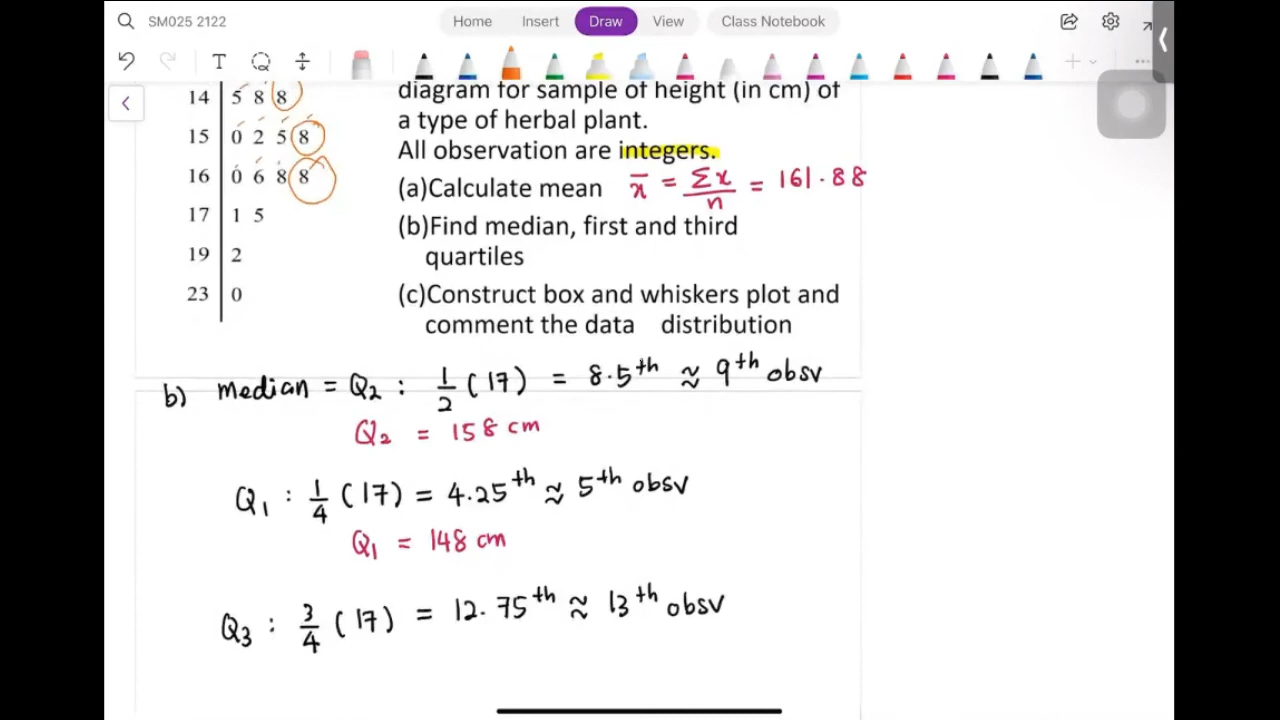 SM025 2122
Home Insert Draw View Class Notebook
14 5 8 8
15 0 2 5 8
16 0 6 8 8
17 1 5
19 2
23 0
diagram for sample of height (in cm) of
a type of herbal plant.
All observation are integers.
(a)Calculate mean x̄ = Σx/n = 161.88
(b)Find median, first and third
quartiles
(c)Construct box and whiskers plot and
comment the data distribution
b) median = Q₂ : 1/2 (17) = 8.5th ≈ 9th obsv
Q₂ = 158 cm
Q₁ : 1/4 (17) = 4.25th ≈ 5th obsv
Q₁ = 148 cm
Q₃ : 3/4 (17) = 12.75th ≈ 13th obsv